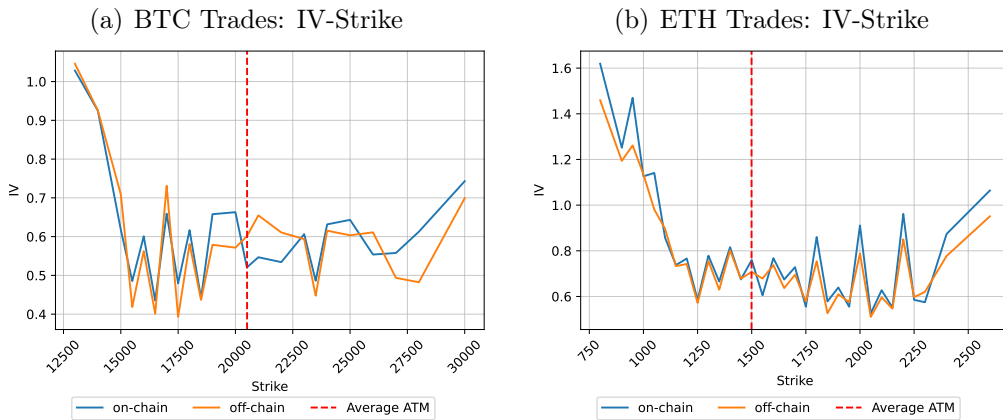 (a) BTC Trades: IV-Strike
1.0
0.9
0.8
0.7
0.6
0.5
0.4
IV
12500
15000
17500
20000
22500
25000
27500
30000
Strike
on-chain
off-chain
Average ATM
(b) ETH Trades: IV-Strike
1.6
1.4
1.2
1.0
0.8
0.6
IV
750
1000
1250
1500
1750
2000
2250
2500
Strike
on-chain
off-chain
Average ATM